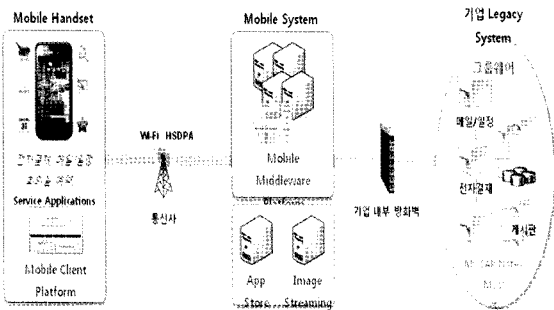 Mobile Handset
Service Applications
Mobile Client
Platform
Wi-Fi HSDPA
통신사
Mobile System
Mobile
Middleware
App
Store
Image
Streaming
기업 내부 방화벽
기업 Legacy
System
그룹웨어
메일/일정
전자결재
게시판